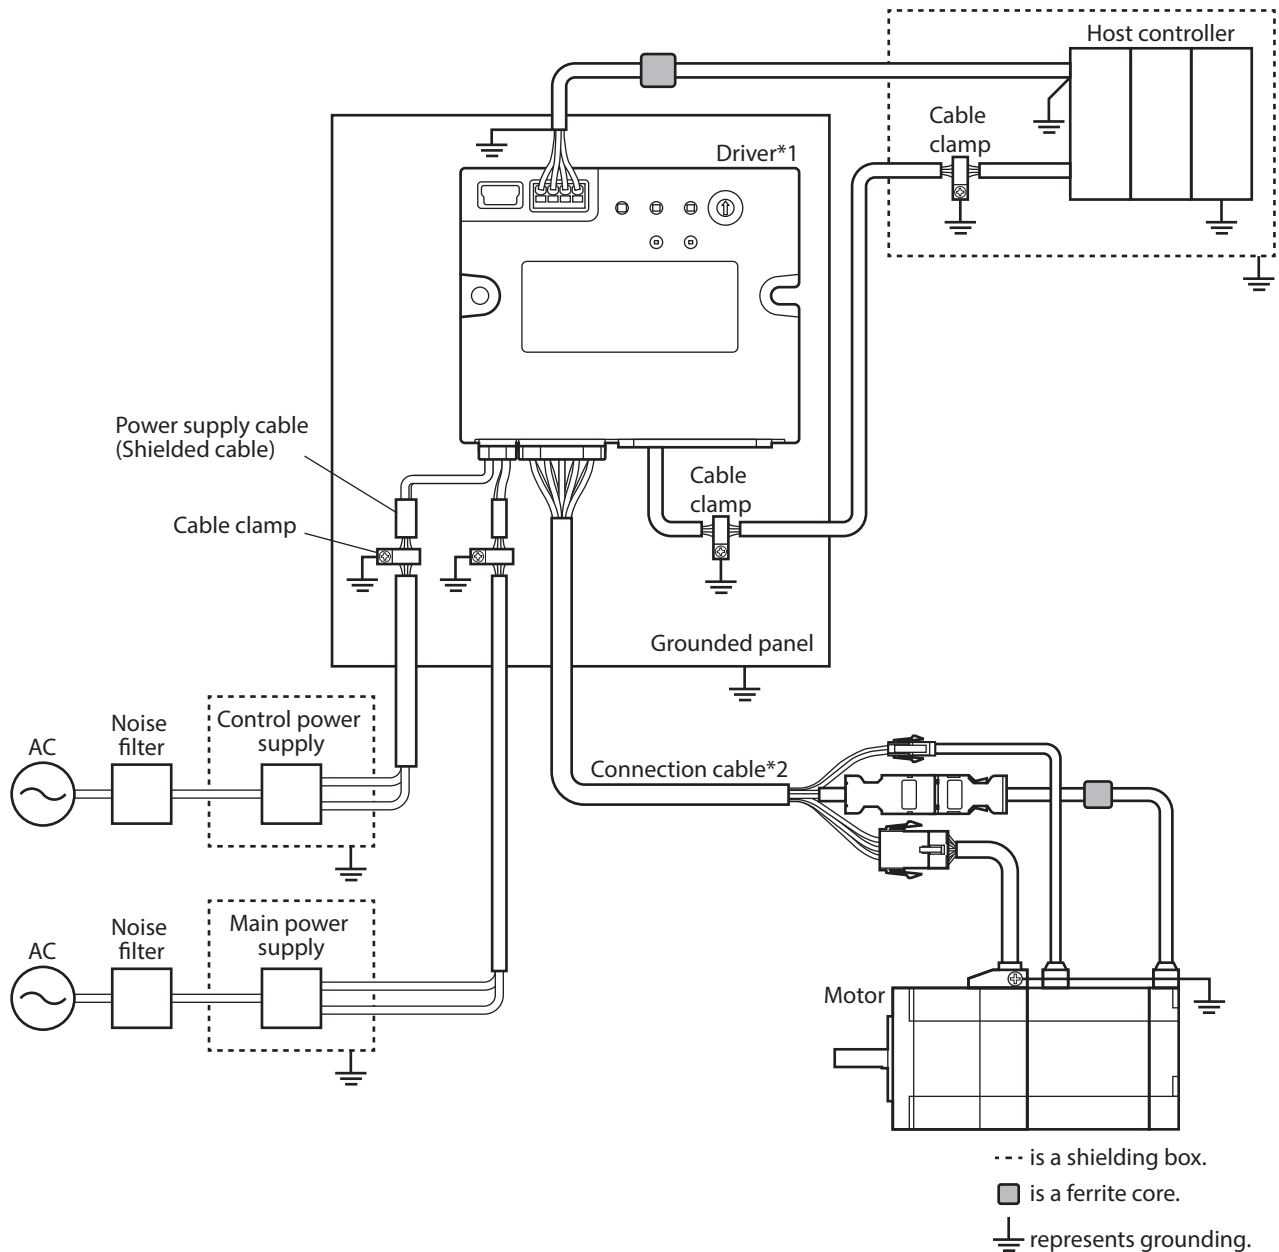 Host controller
Cable
clamp
Driver*1
Power supply cable
(Shielded cable)
Cable
clamp
Cable clamp
Grounded panel
Control power
supply
Noise
filter
AC
Connection cable*2
Main power
supply
Noise
filter
AC
Motor
is a shielding box.
is a ferrite core.
represents grounding.